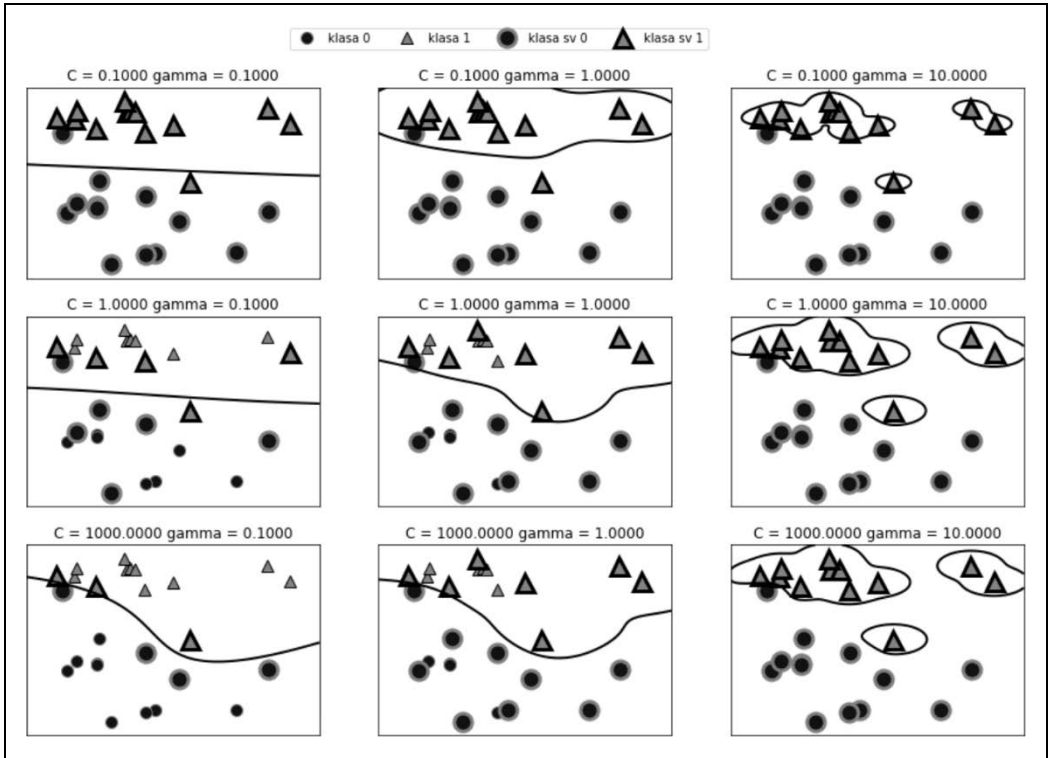 klasa 0 klasa 1 klasa sv 0 klasa sv 1
C = 0.1000 gamma = 0.1000
C = 0.1000 gamma = 1.0000
C = 0.1000 gamma = 10.0000
C = 1.0000 gamma = 0.1000
C = 1.0000 gamma = 1.0000
C = 1.0000 gamma = 10.0000
C = 1000.0000 gamma = 0.1000
C = 1000.0000 gamma = 1.0000
C = 1000.0000 gamma = 10.0000